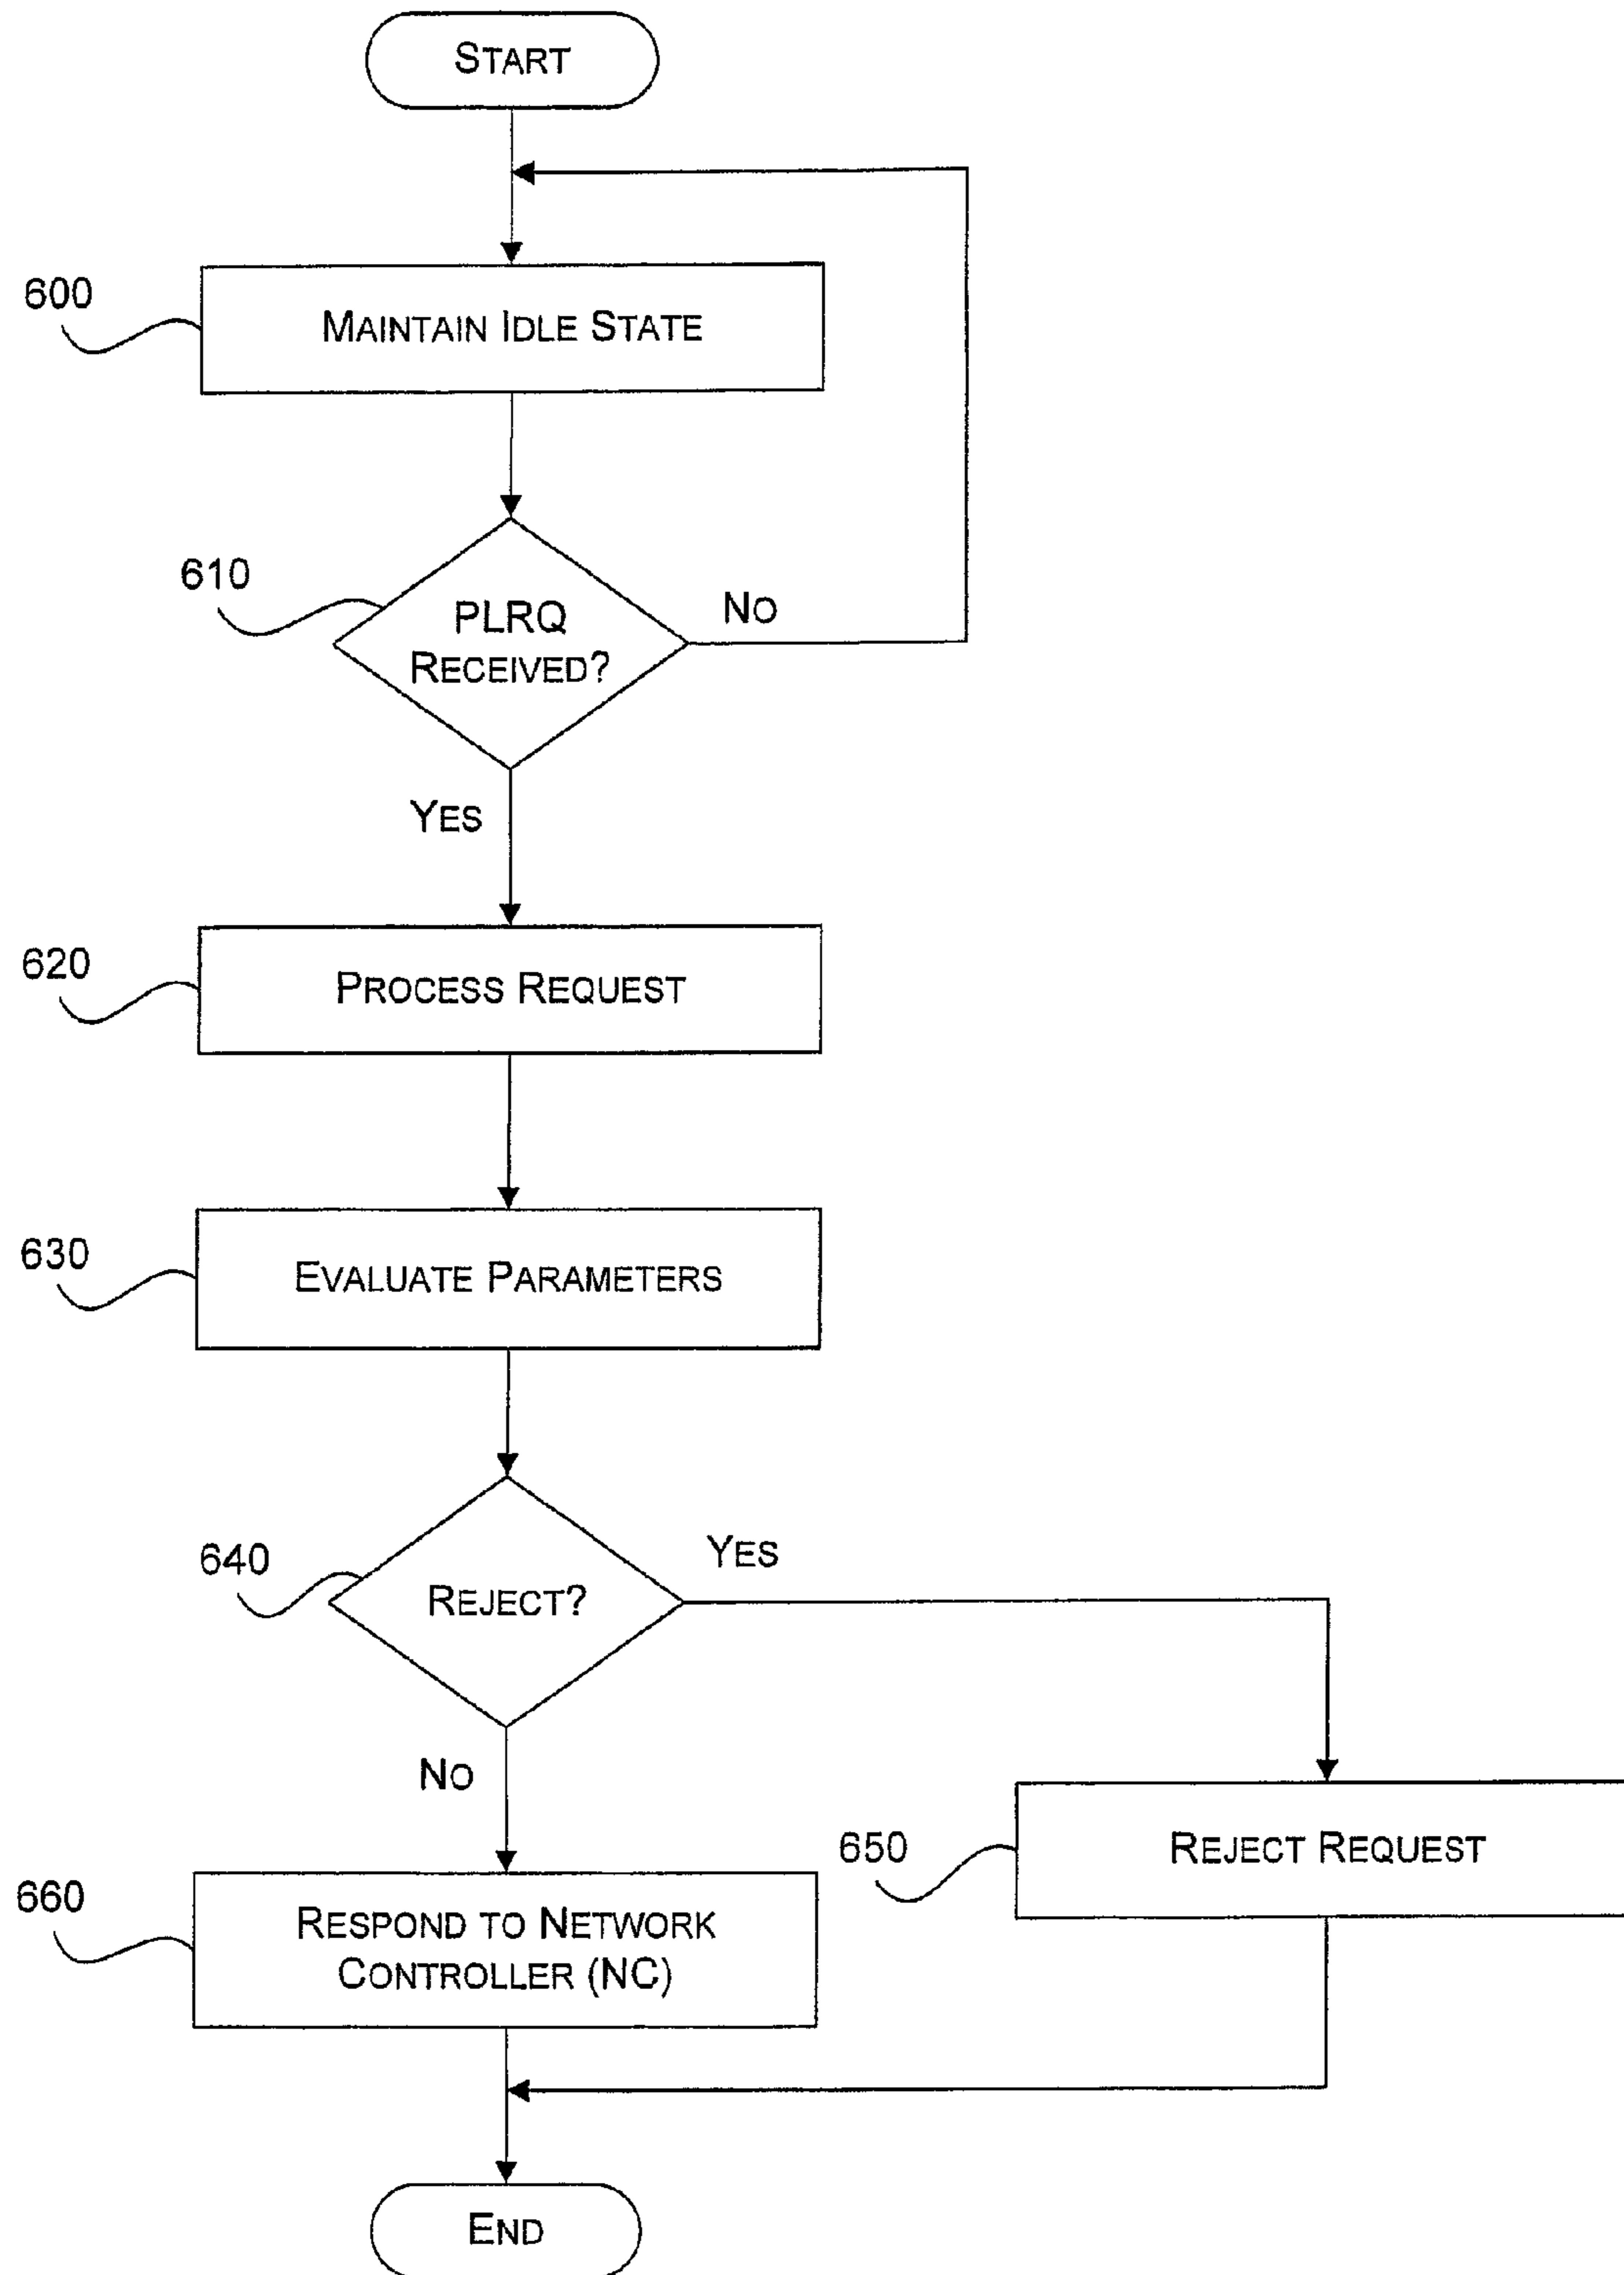 START
600
MAINTAIN IDLE STATE
610
PLRQ
RECEIVED?
NO
YES
620
PROCESS REQUEST
630
EVALUATE PARAMETERS
640
REJECT?
YES
NO
650
REJECT REQUEST
660
RESPOND TO NETWORK
CONTROLLER (NC)
END